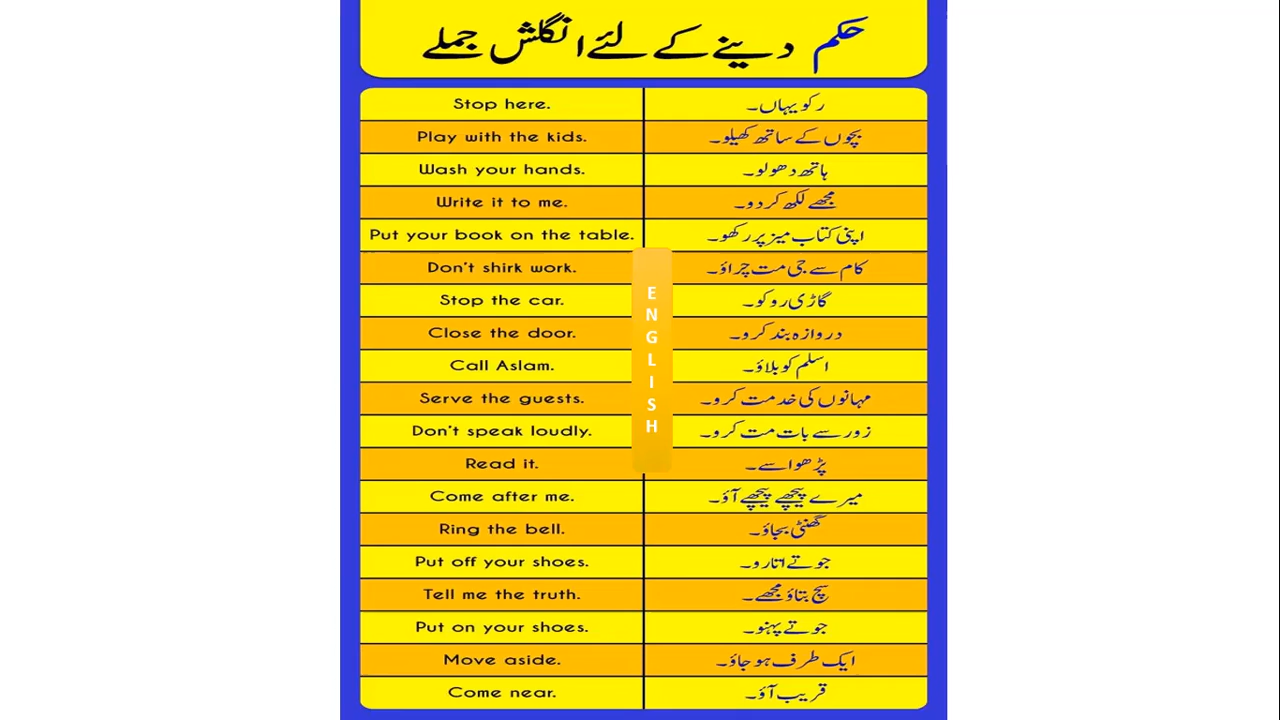 حکم دینے کے لئے انگلش جملے
Stop here. رکو یہاں۔
Play with the kids. بچوں کے ساتھ کھیلو۔
Wash your hands. ہاتھ دھولو۔
Write it to me. مجھے لکھ کر دو۔
Put your book on the table. اپنی کتاب میز پر رکھو۔
Don't shirk work. کام سے جی مت چراؤ۔
Stop the car. گاڑی روکو۔
Close the door. دروازہ بند کرو۔
Call Aslam. اسلم کو بلاؤ۔
Serve the guests. مہانوں کی خدمت کرو۔
Don't speak loudly. زور سے بات مت کرو۔
Read it. پڑھو اسے۔
Come after me. میرے پیچھے پیچھے آؤ۔
Ring the bell. گھنٹی بجاؤ۔
Put off your shoes. جوتے اتارو۔
Tell me the truth. سچ بتاؤ مجھے۔
Put on your shoes. جوتے پہنو۔
Move aside. ایک طرف ہو جاؤ۔
Come near. قریب آؤ۔
ENGLISH